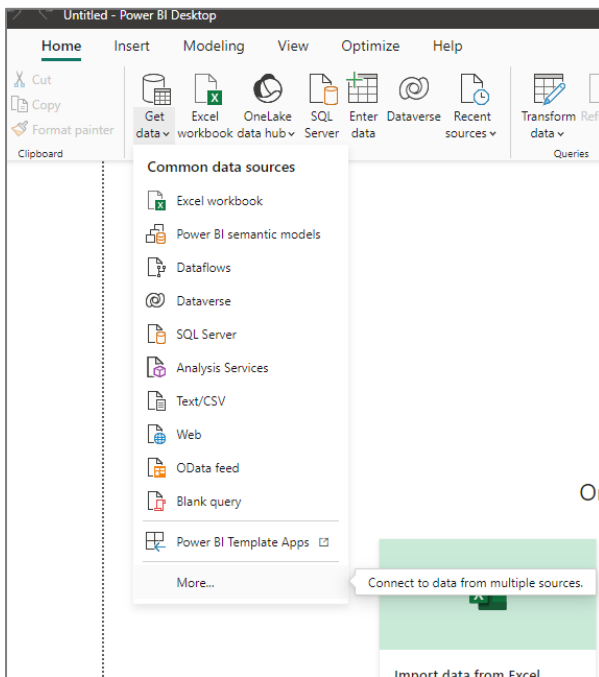 Untitled - Power BI Desktop
Home Insert Modeling View Optimize Help
Cut
Copy
Format painter
Clipboard
Get data
Excel workbook
OneLake data hub
SQL Server
Enter data
Dataverse
Recent sources
Transform data
Ref
Queries
Common data sources
Excel workbook
Power BI semantic models
Dataflows
Dataverse
SQL Server
Analysis Services
Text/CSV
Web
OData feed
Blank query
Power BI Template Apps
More...
Connect to data from multiple sources.
Import data from Excel